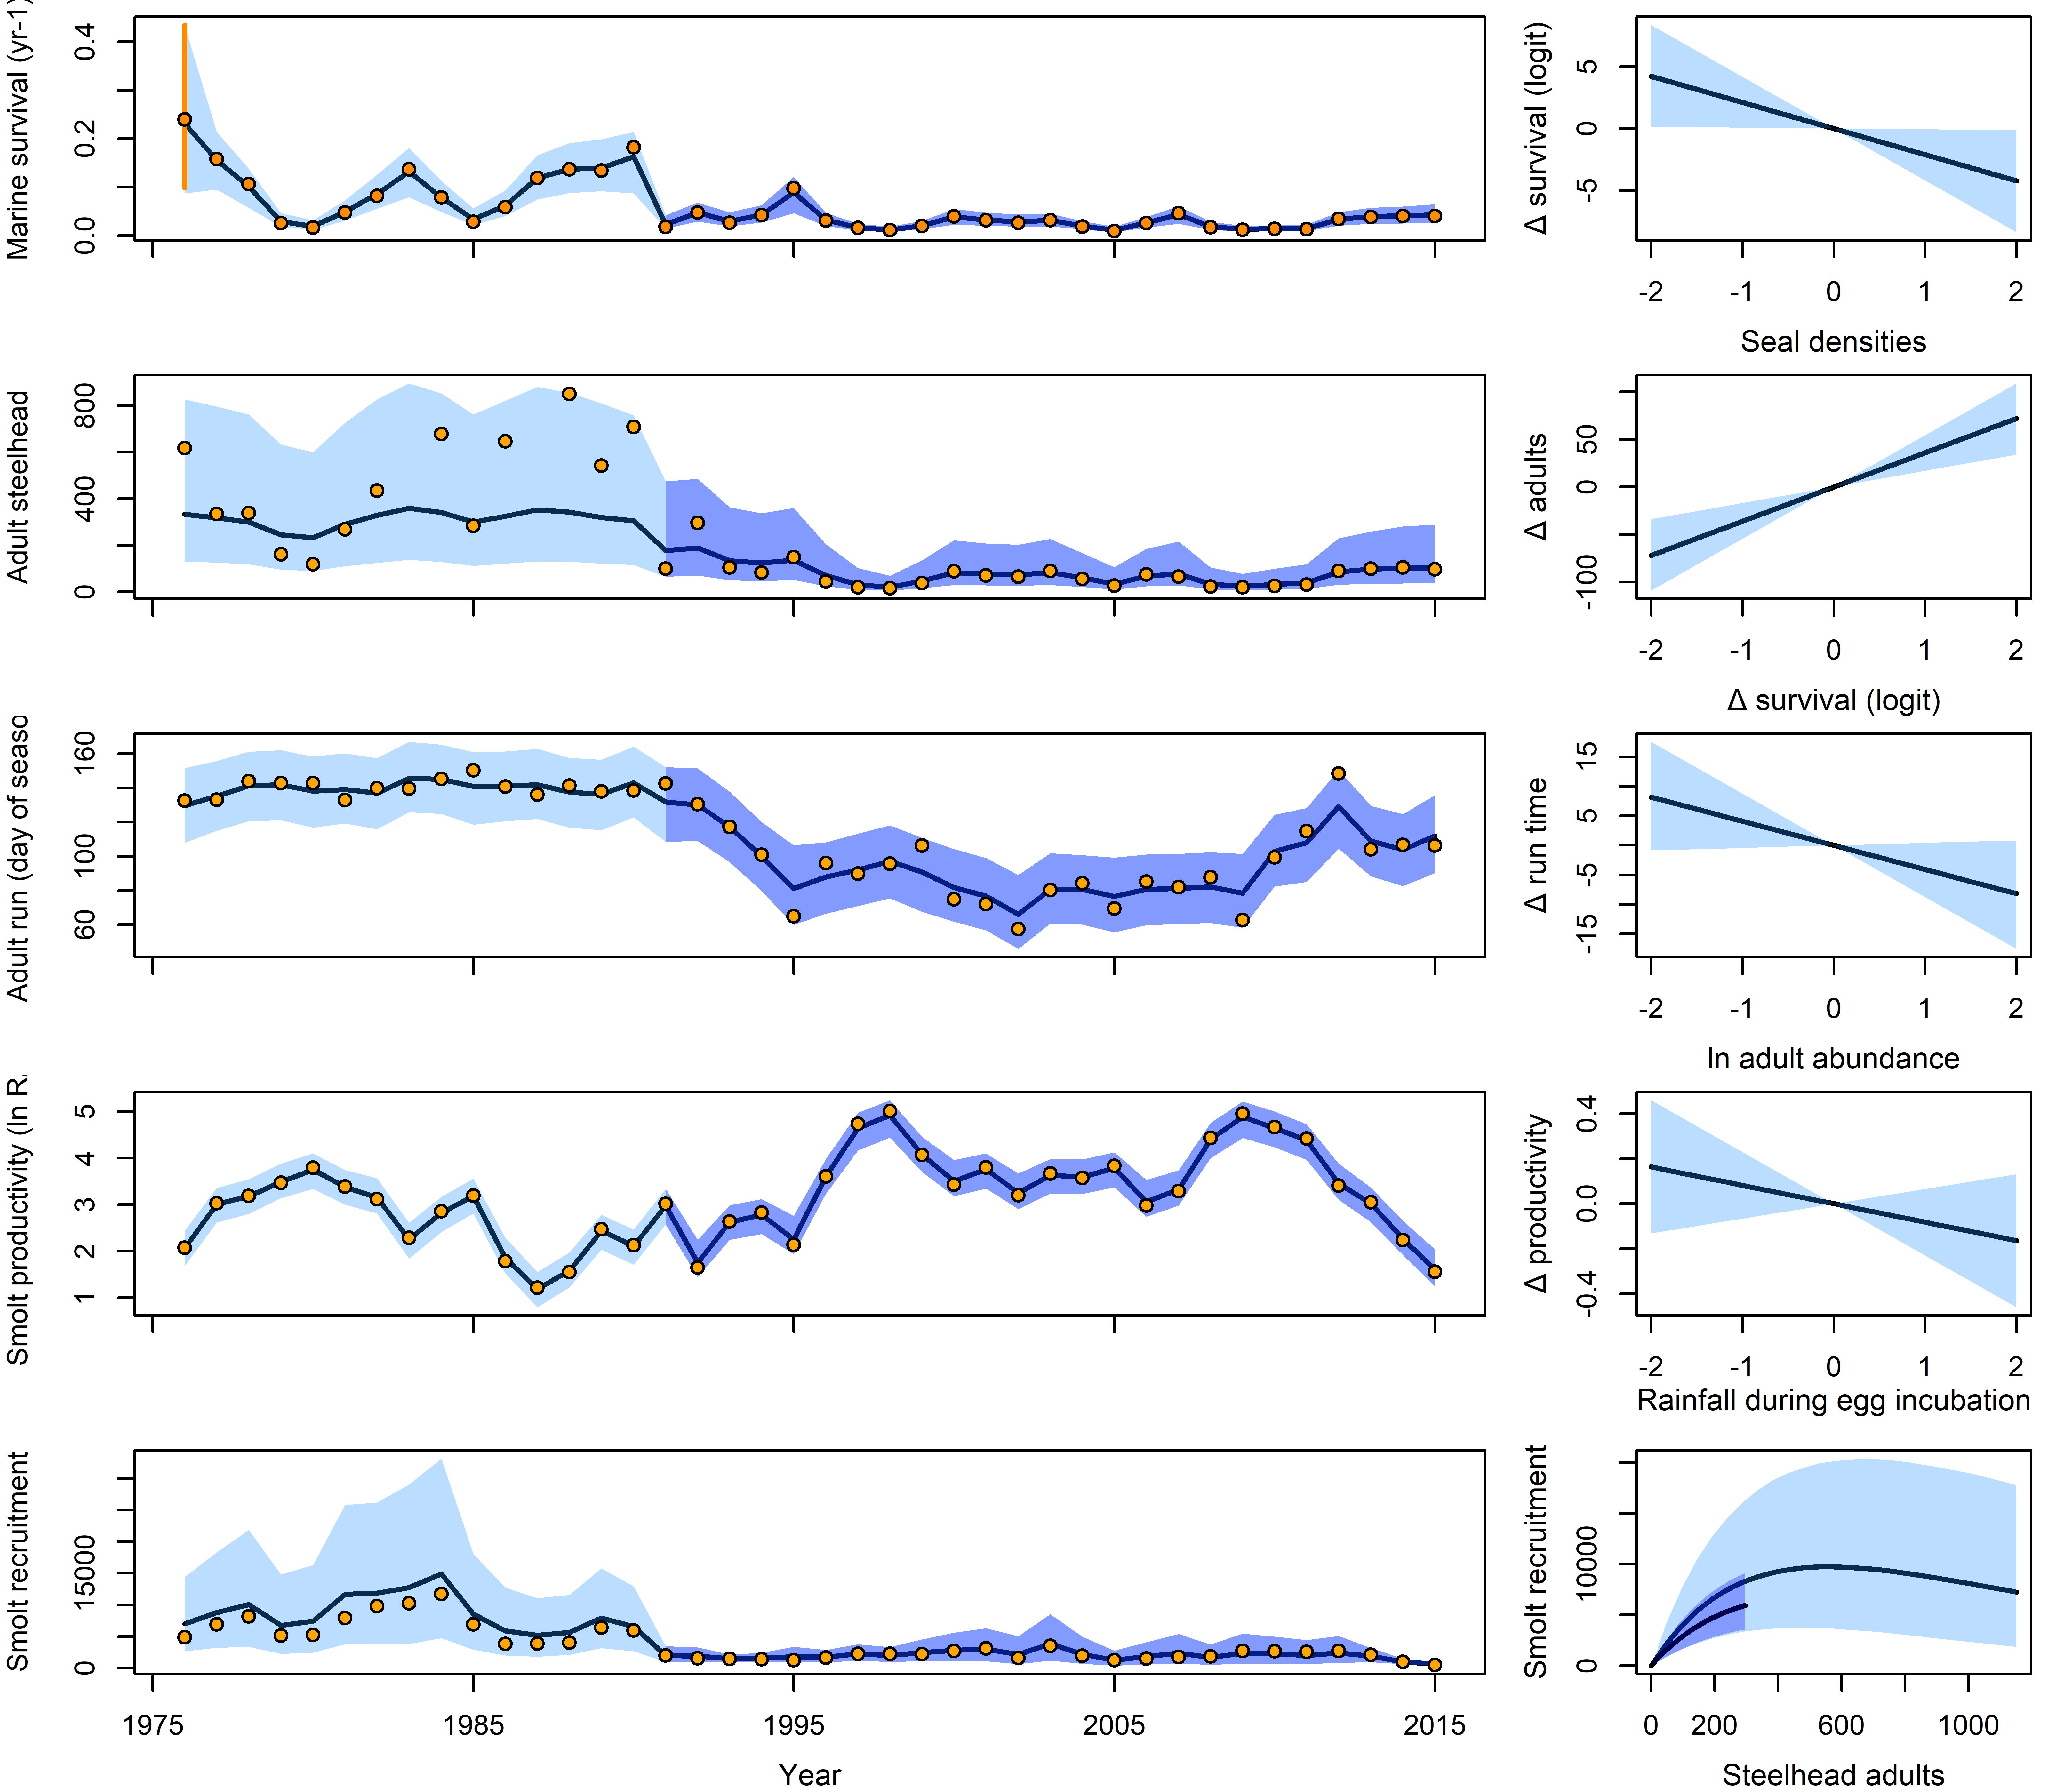 Marine survival (yr-1)
0.0 0.2 0.4
Δ survival (logit)
-5 0 5
-2 -1 0 1 2
Seal densities
Adult steelhead
0 400 800
Δ adults
-100 0 50
-2 -1 0 1 2
Δ survival (logit)
Adult run (day of seaso
60 100 160
Δ run time
-15 -5 5 15
-2 -1 0 1 2
ln adult abundance
Smolt productivity (ln R
1 2 3 4 5
Δ productivity
-0.4 0.0 0.4
-2 -1 0 1 2
Rainfall during egg incubation
Smolt recruitment
0 15000
1975 1985 1995 2005 2015
Year
Smolt recruitment
0 10000
0 200 600 1000
Steelhead adults